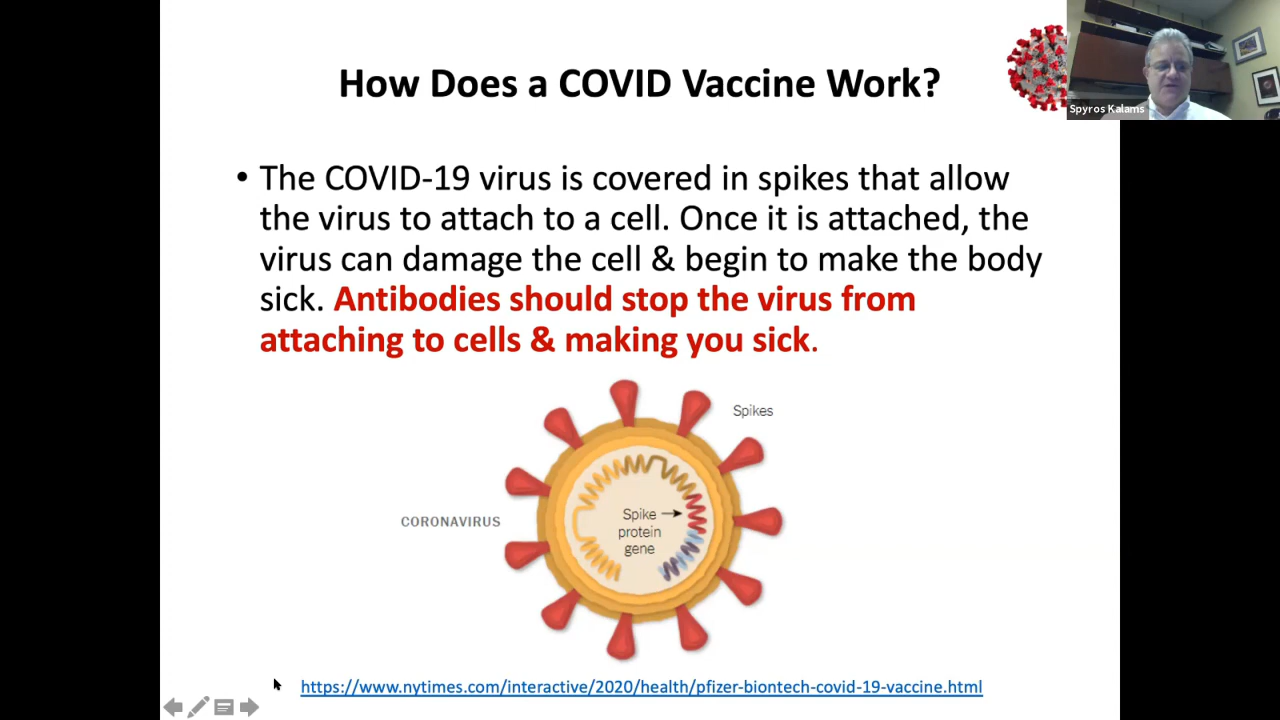 How Does a COVID Vaccine Work?
Spyros Kalams
• The COVID-19 virus is covered in spikes that allow
the virus to attach to a cell. Once it is attached, the
virus can damage the cell & begin to make the body
sick. Antibodies should stop the virus from
attaching to cells & making you sick.
Spikes
CORONAVIRUS
Spike
protein
gene
https://www.nytimes.com/interactive/2020/health/pfizer-biontech-covid-19-vaccine.html